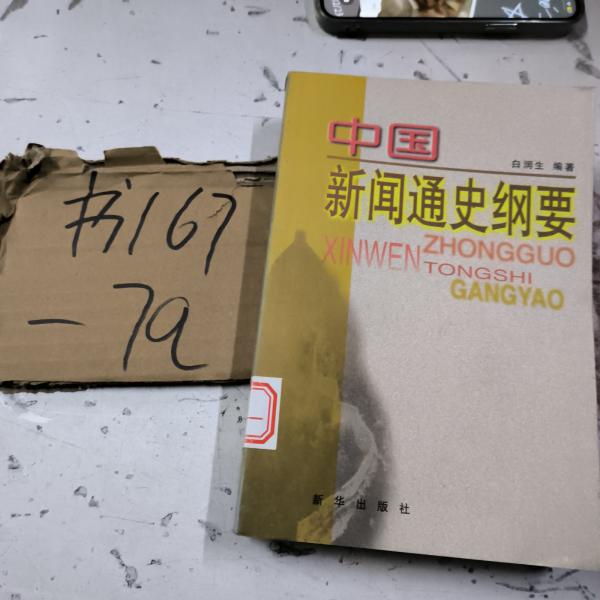 书167
-79
中国
白润生 编著
新闻通史纲要
ZHONGGUO
XINWEN
TONGSHI
GANGYAO
新华出版社